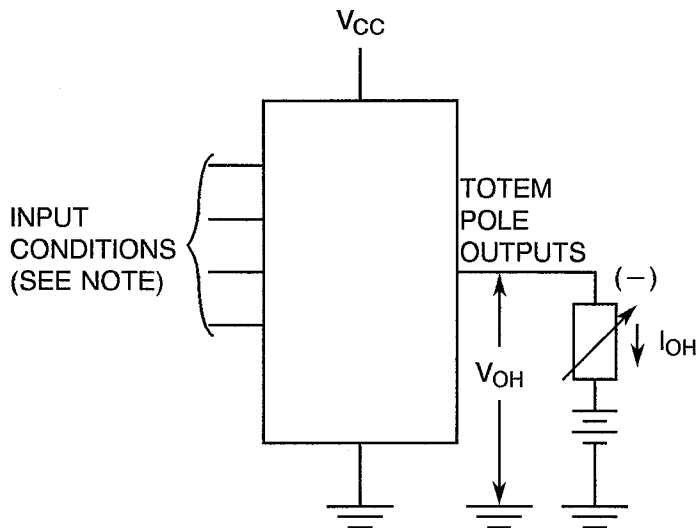 VCC
INPUT
CONDITIONS
(SEE NOTE)
TOTEM
POLE
OUTPUTS
(−)
IOH
VOH